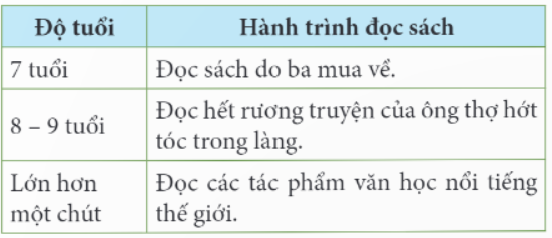 Độ tuổi
Hành trình đọc sách
7 tuổi
Đọc sách do ba mua về.
8 – 9 tuổi
Đọc hết rương truyện của ông thợ hớt
tóc trong làng.
Lớn hơn
một chút
Đọc các tác phẩm văn học nổi tiếng
thế giới.